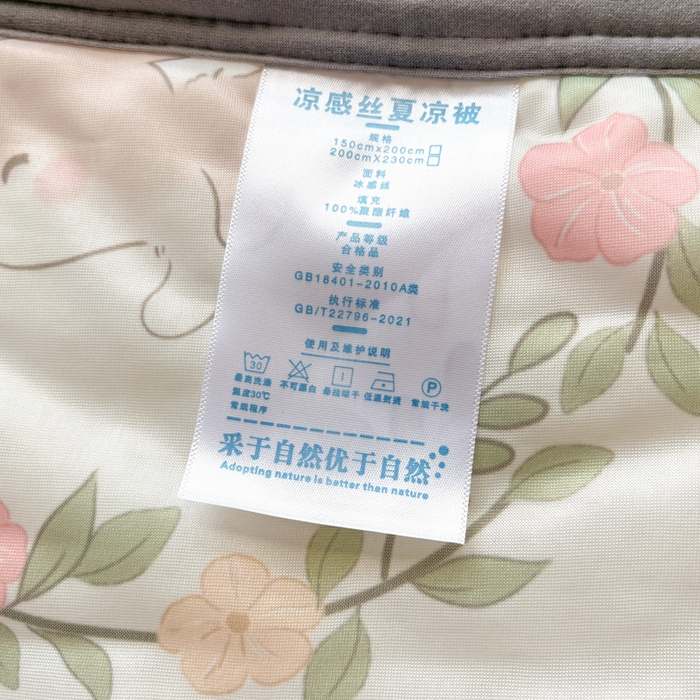 凉感丝夏凉被
规格
150cmx200cm
200cmX230cm
面料
冰感丝
填充
100%聚酯纤维
产品等级
合格品
安全类别
GB18401-2010A类
执行标准
GB/T22796-2021
使用及维护说明
30
P
最高洗涤 不可漂白 悬挂晾干 低温熨烫 常规干洗
温度30℃
常规程序
采于自然优于自然
Adopting nature is better than nature